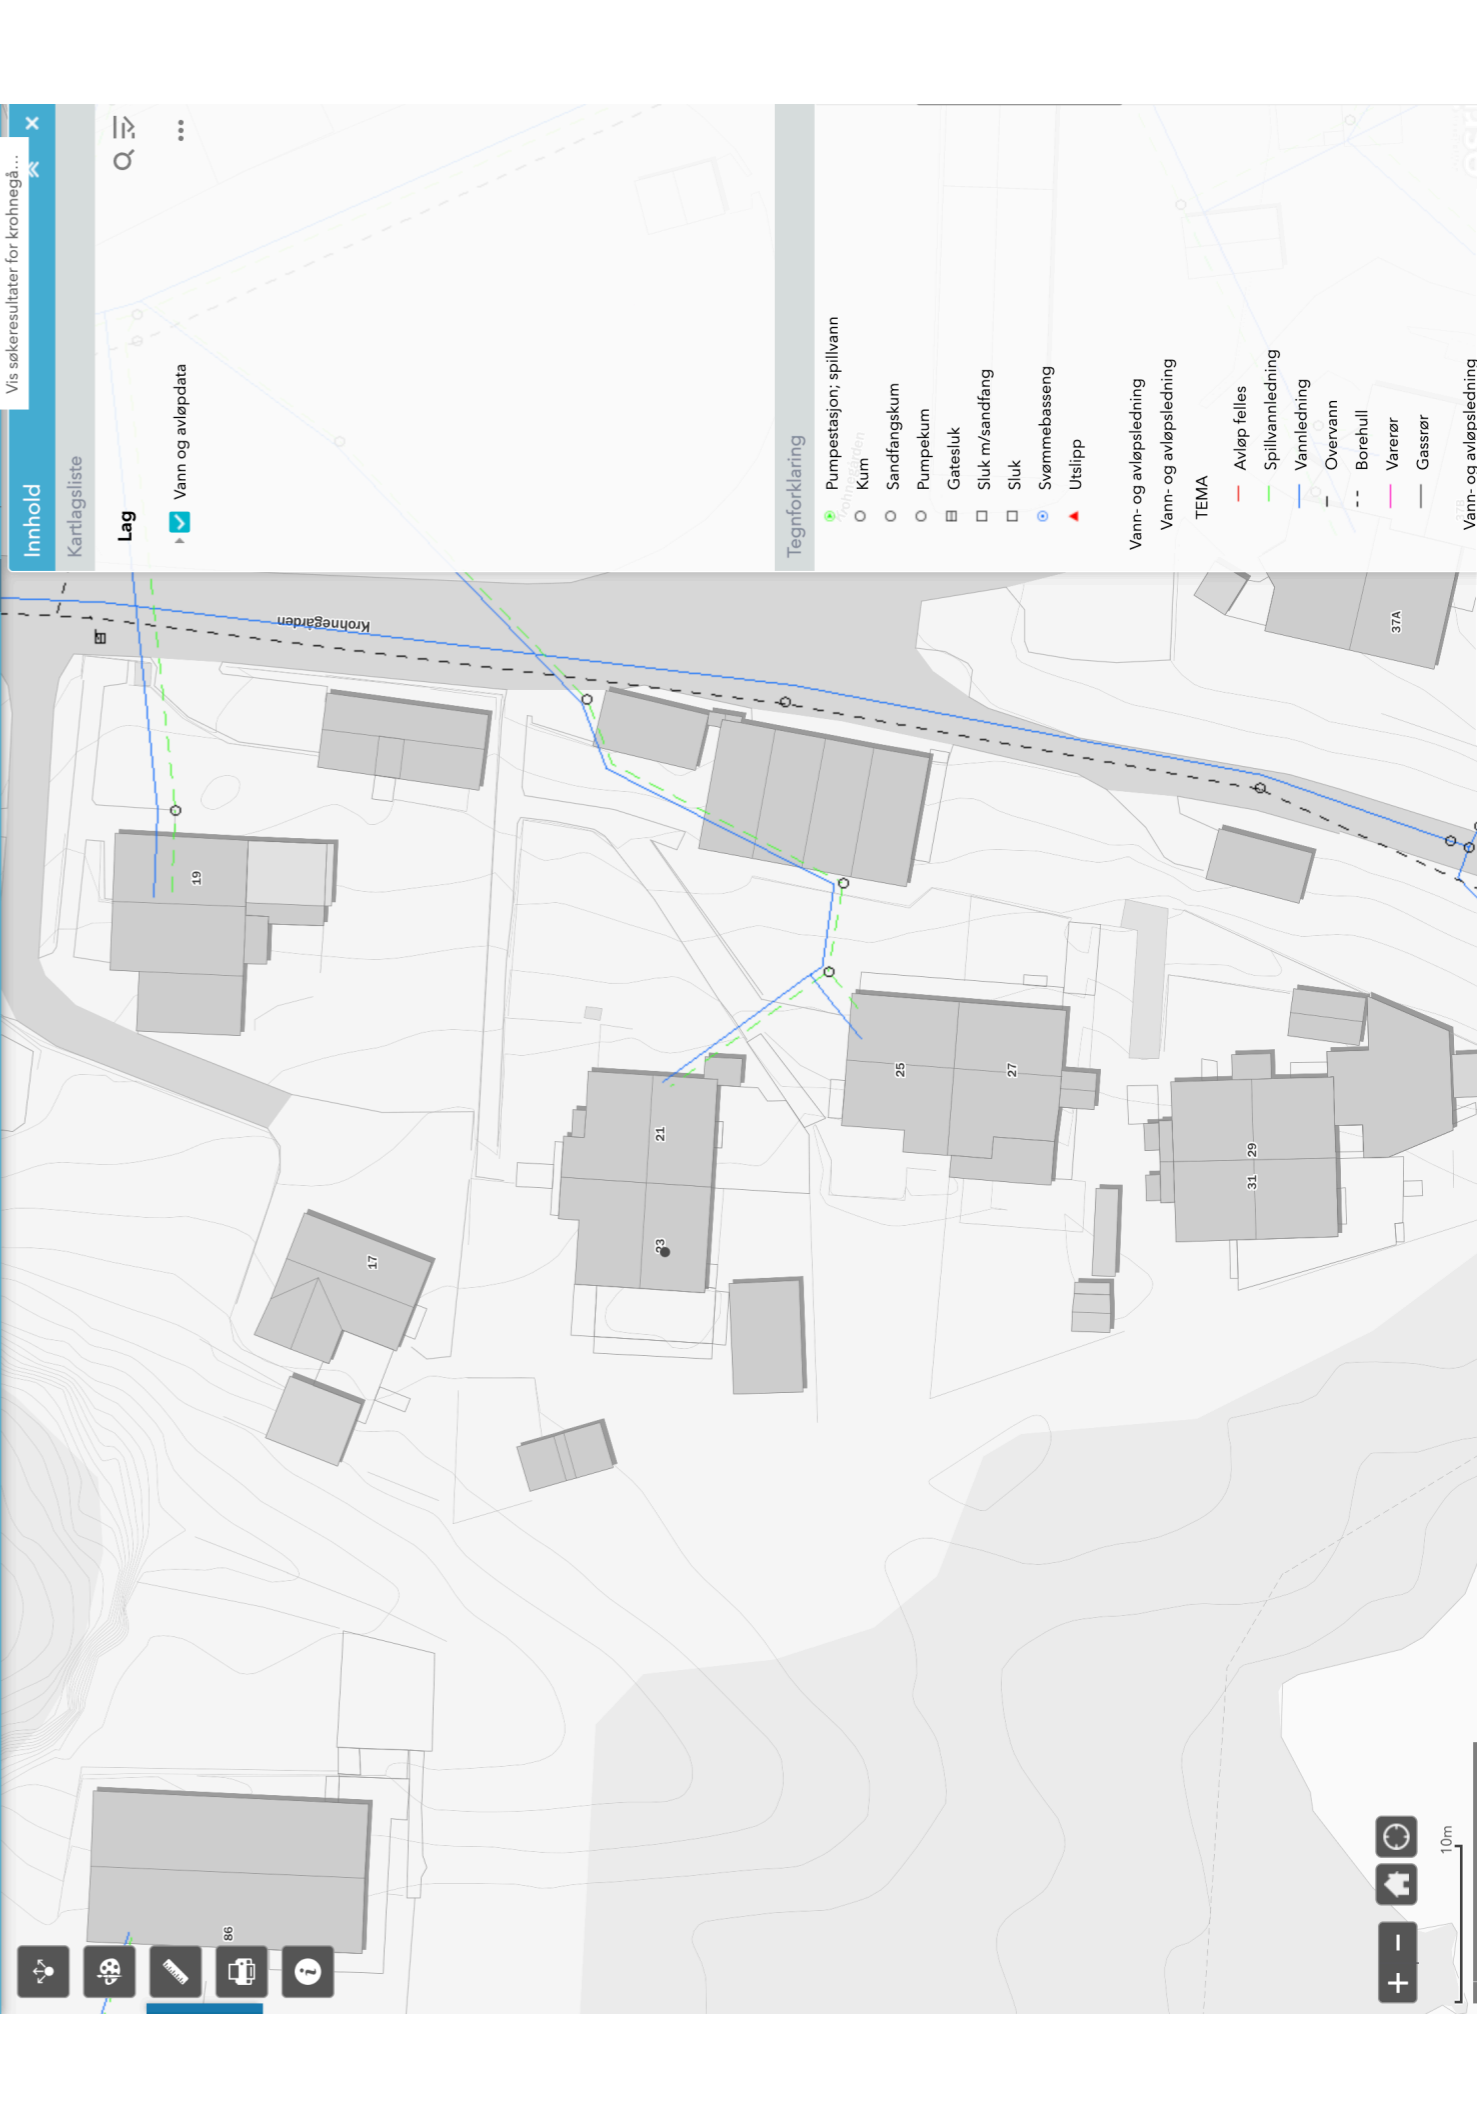 Vis søkeresultater for krohnegå...
Innhold
Kartlagsliste
Lag
Vann og avløpdata
Tegnforklaring
Pumpestasjon; spillvann
Kum
Sandfangskum
Pumpekum
Gatesluk
Sluk m/sandfang
Sluk
Svømmebasseng
Utslipp
Vann- og avløpsledning
Vann- og avløpsledning
TEMA
Avløp felles
Spillvannledning
Vannledning
Overvann
Borehull
Varerør
Gassrør
Vann- og avløpsledning
Krohnegården
Krohnegården
19
17
21
23
25
27
29
31
37A
86
10m